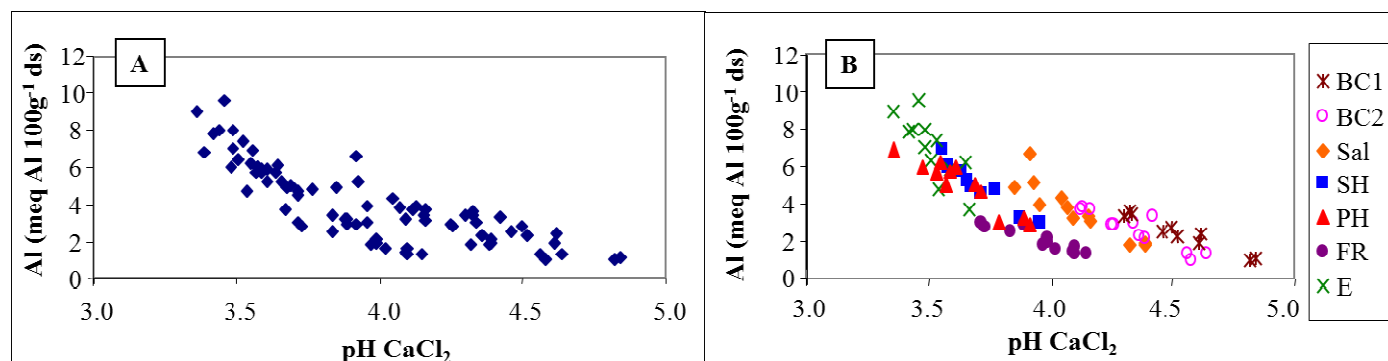 A
Al (meq Al 100g⁻¹ ds)
12
10
8
6
4
2
0
3.0 3.5 4.0 4.5 5.0
pH CaCl₂
B
Al (meq Al 100g⁻¹ ds)
12
10
8
6
4
2
0
3.0 3.5 4.0 4.5 5.0
pH CaCl₂
BC1
BC2
Sal
SH
PH
FR
E